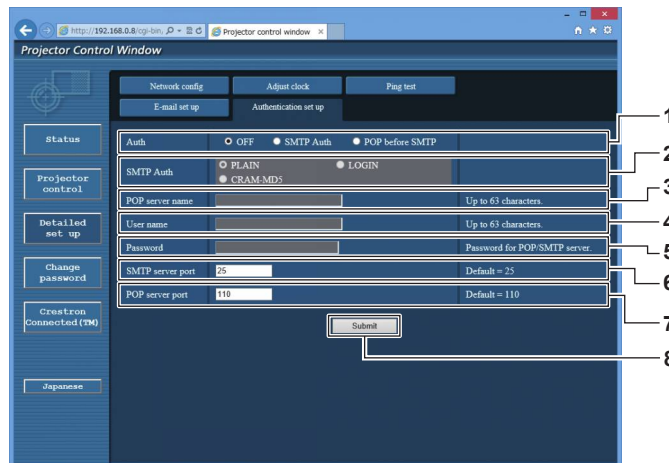 http://192.168.0.8/cgi-bin, Projector control window ×
Projector Control Window
Network config Adjust clock Ping test
E-mail set up Authentication set up
Status
Projector control
Detailed set up
Change password
Crestron Connected(TM)
Japanese
Auth OFF SMTP Auth POP before SMTP
SMTP Auth PLAIN LOGIN
CRAM-MD5
POP server name Up to 63 characters.
User name Up to 63 characters.
Password Password for POP/SMTP server.
SMTP server port 25 Default = 25
POP server port 110 Default = 110
Submit
1
2
3
4
5
6
7
8